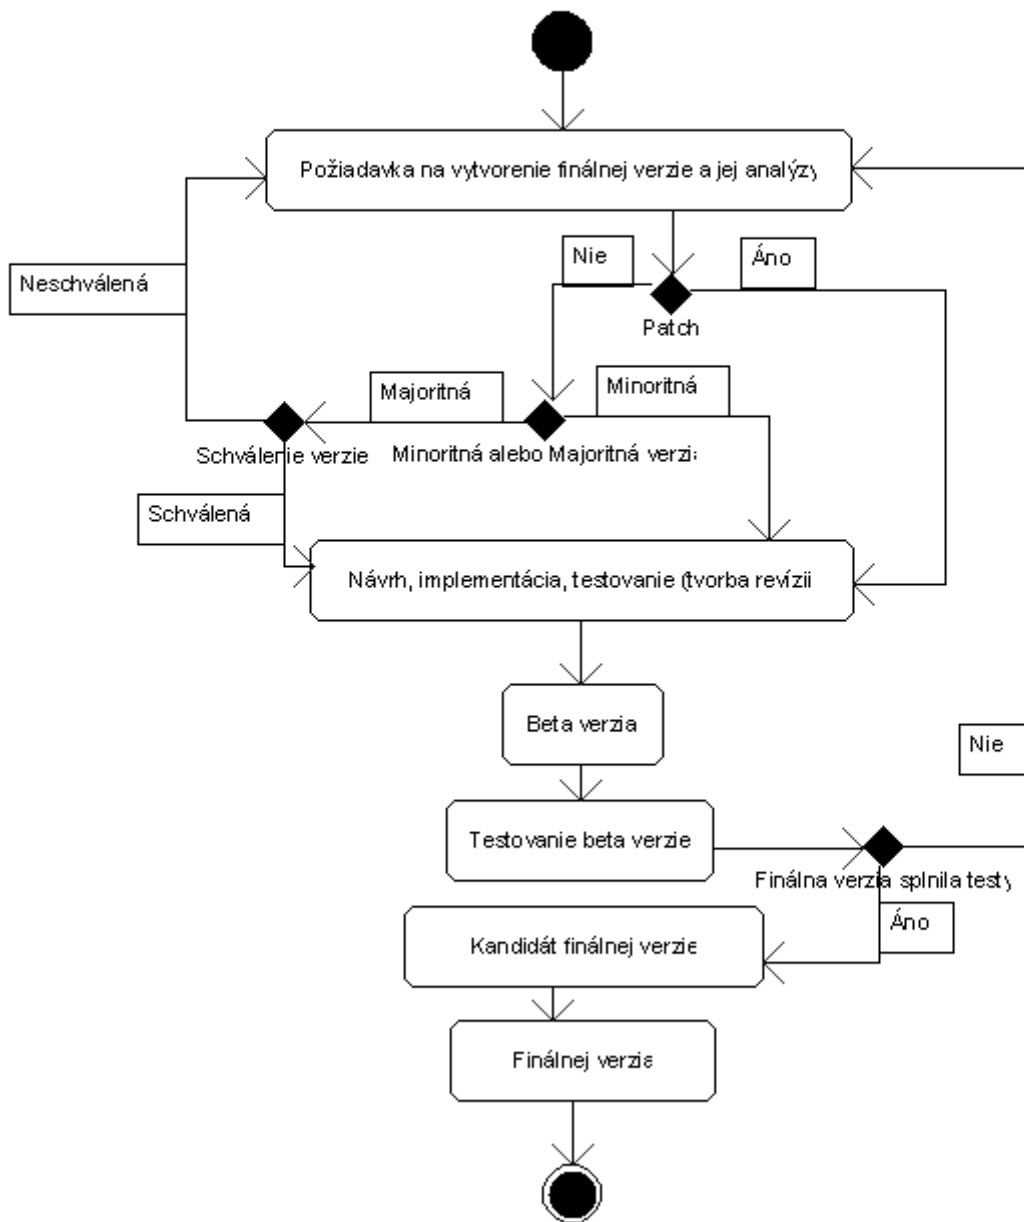 Požiadavka na vytvorenie finálnej verzie a jej analýzy
Nie
Áno
Neschválená
Patch
Majoritná
Minoritná
Schválenie verzie
Minoritná alebo Majoritná verzia
Schválená
Návrh, implementácia, testovanie (tvorba revízii
Beta verzia
Nie
Testovanie beta verzie
Finálna verzia splnila testy
Áno
Kandidát finálnej verzie
Finálnej verzia